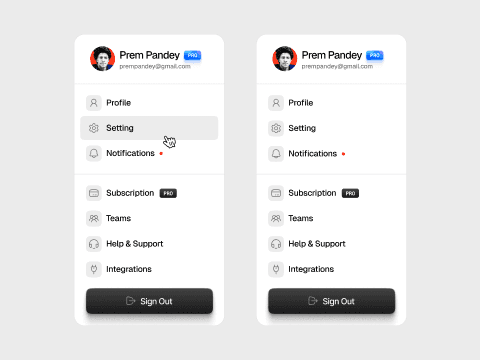 Prem Pandey PRO
prempandey@gmail.com
Profile
Setting
Notifications
Subscription PRO
Teams
Help & Support
Integrations
Sign Out
Prem Pandey PRO
prempandey@gmail.com
Profile
Setting
Notifications
Subscription PRO
Teams
Help & Support
Integrations
Sign Out